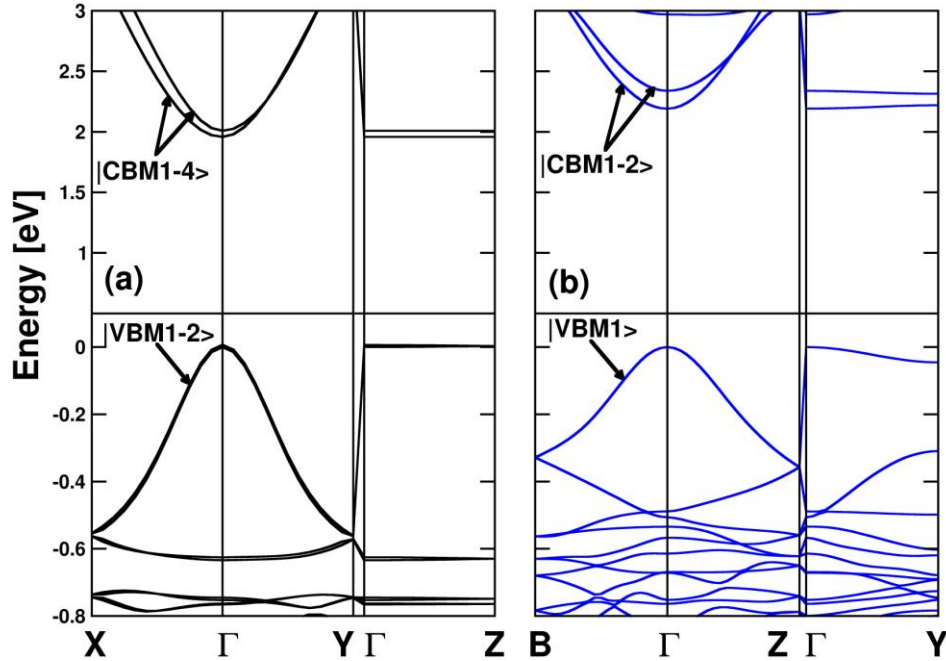 Energy [eV]
3
2.5
2
1.5
1
0
-0.2
-0.4
-0.6
-0.8
|CBM1-4>
(a)
|VBM1-2>
X Γ Y Γ Z
|CBM1-2>
(b)
|VBM1>
B Γ Z Γ Y